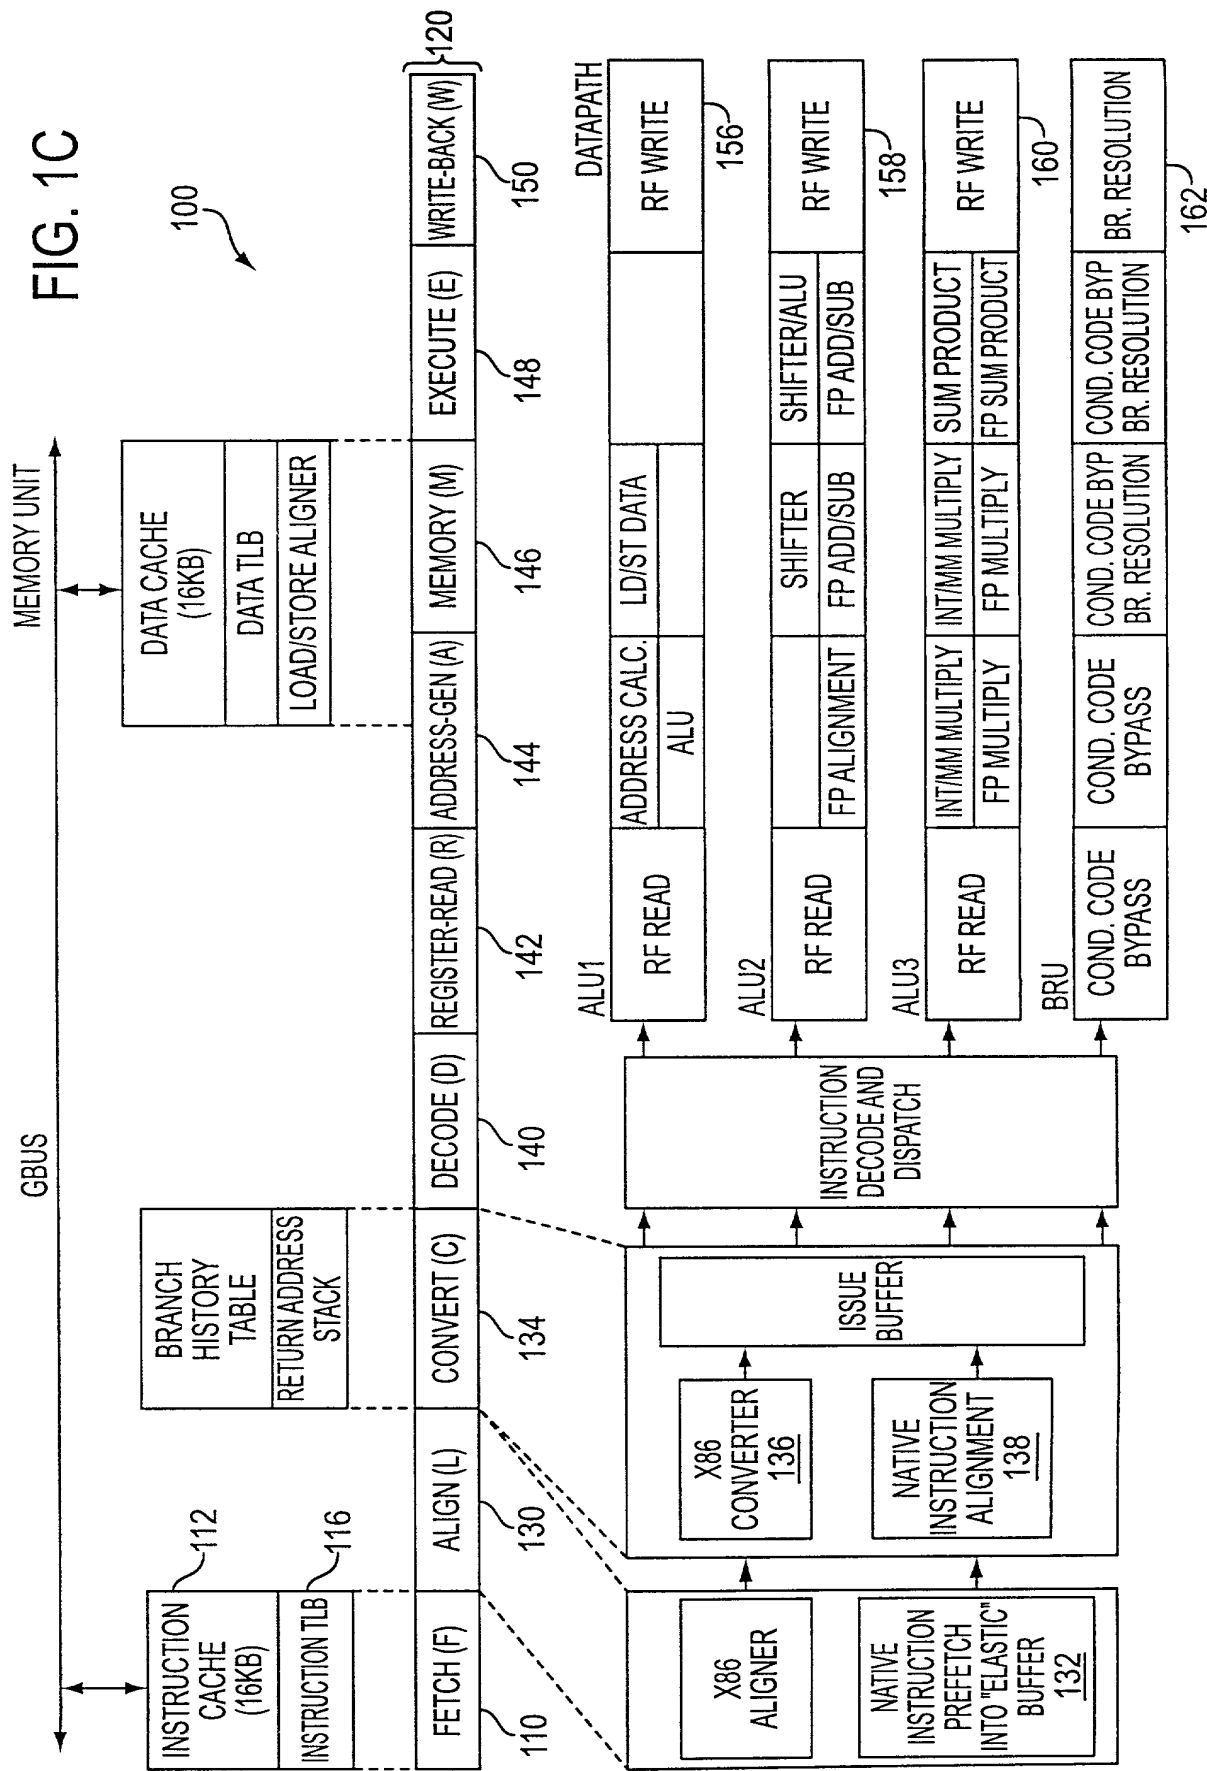 FIG. 1C
100
GBUS
MEMORY UNIT
INSTRUCTION
CACHE
(16KB)
112
INSTRUCTION TLB
116
BRANCH
HISTORY
TABLE
RETURN ADDRESS
STACK
DATA CACHE
(16KB)
DATA TLB
LOAD/STORE ALIGNER
120
FETCH (F)
ALIGN (L)
CONVERT (C)
DECODE (D)
REGISTER-READ (R)
ADDRESS-GEN (A)
MEMORY (M)
EXECUTE (E)
WRITE-BACK (W)
110
130
134
140
142
144
146
148
150
X86
ALIGNER
NATIVE
INSTRUCTION
PREFETCH
INTO "ELASTIC"
BUFFER
132
X86
CONVERTER
136
NATIVE
INSTRUCTION
ALIGNMENT
138
ISSUE
BUFFER
INSTRUCTION
DECODE AND
DISPATCH
DATAPATH
ALU1
RF READ
ADDRESS CALC.
ALU
LD/ST DATA
RF WRITE
156
ALU2
RF READ
FP ALIGNMENT
SHIFTER
FP ADD/SUB
SHIFTER/ALU
FP ADD/SUB
RF WRITE
158
ALU3
RF READ
INT/MM MULTIPLY
FP MULTIPLY
INT/MM MULTIPLY
FP MULTIPLY
SUM PRODUCT
FP SUM PRODUCT
RF WRITE
160
BRU
COND. CODE
BYPASS
COND. CODE
BYPASS
COND. CODE BYP
BR. RESOLUTION
COND. CODE BYP
BR. RESOLUTION
BR. RESOLUTION
162